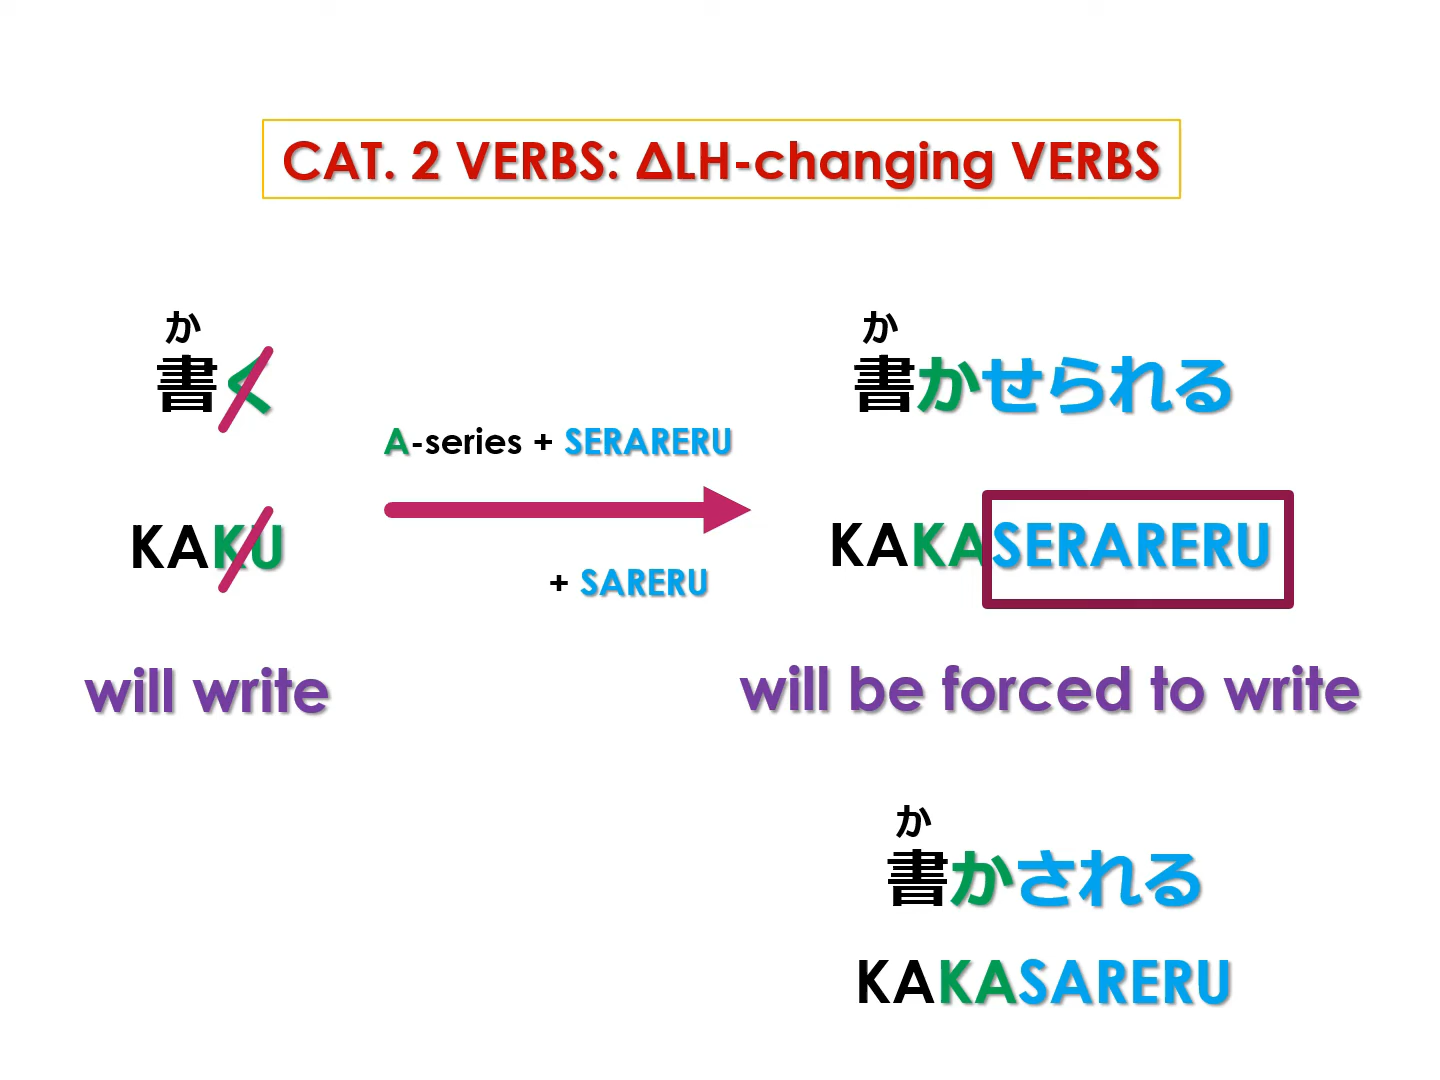 CAT. 2 VERBS: ΔLH-changing VERBS
か
書く
KAKU
will write
A-series + SERARERU
+ SARERU
か
書かせられる
KAKASERARERU
will be forced to write
か
書かされる
KAKASARERU